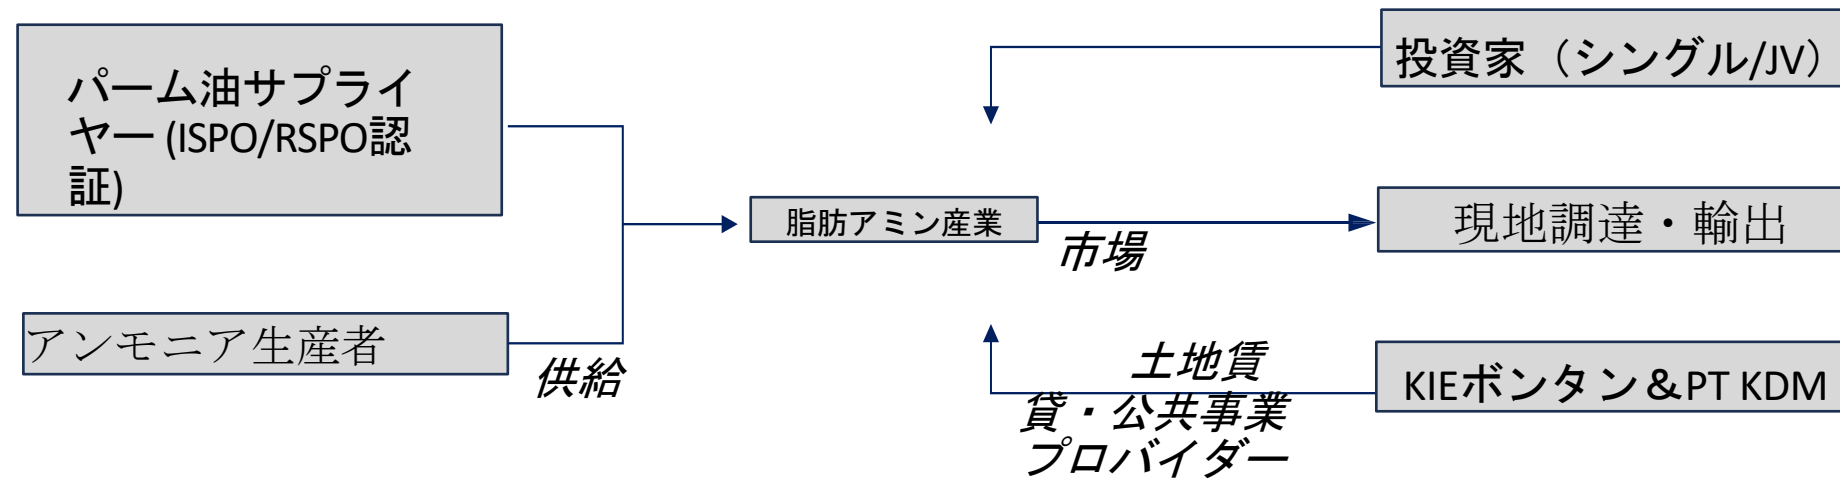 パーム油サプライ
ヤー (ISPO/RSPO認
証)
投資家（シングル/JV）
脂肪アミン産業
市場
現地調達・輸出
アンモニア生産者
供給
土地賃
貸・公共事業
プロバイダー
KIEボンタン＆PT KDM